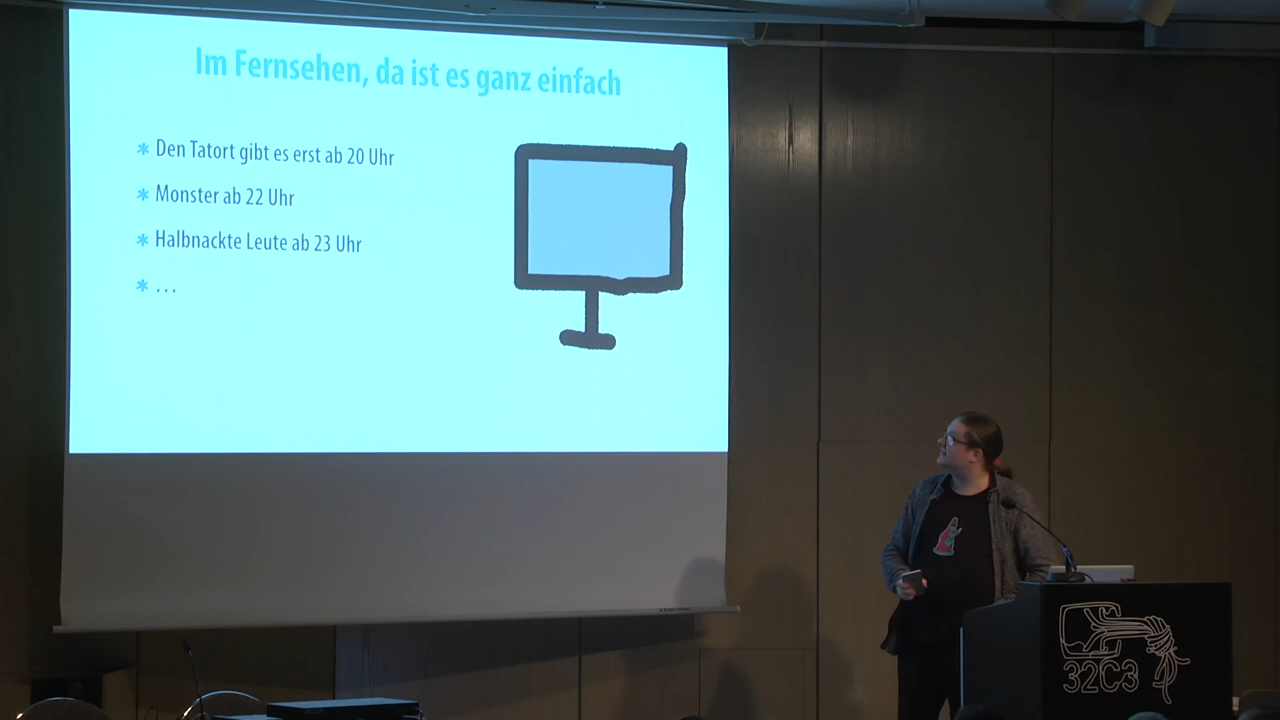 Im Fernsehen, da ist es ganz einfach
* Den Tatort gibt es erst ab 20 Uhr
* Monster ab 22 Uhr
* Halbnackte Leute ab 23 Uhr
* ...
32C3